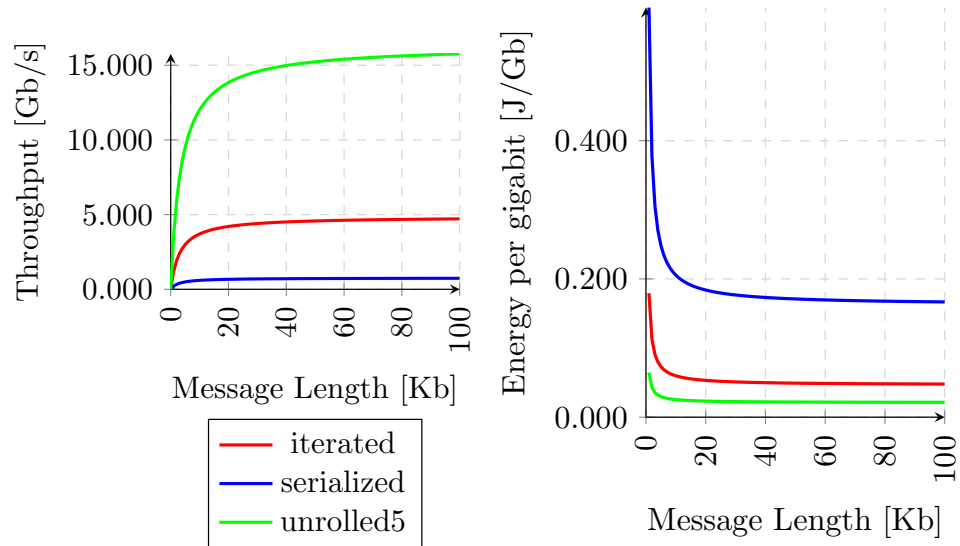 Throughput [Gb/s]
15.000
10.000
5.000
0.000
0
20
40
60
80
100
Message Length [Kb]
iterated
serialized
unrolled5
Energy per gigabit [J/Gb]
0.400
0.200
0.000
0
20
40
60
80
100
Message Length [Kb]